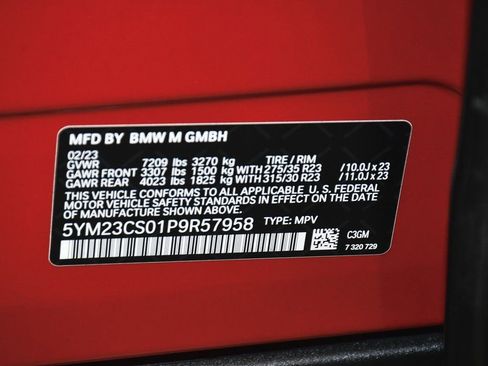 MFD BY BMW M GMBH
02/23
GVWR 7209 lbs 3270 kg TIRE / RIM
GAWR FRONT 3307 lbs 1500 kg 275/35 R23 /10.0J x 23
GAWR REAR 4023 lbs 1825 kg 315/30 R23 /11.0J x 23
THIS VEHICLE CONFORMS TO ALL APPLICABLE U. S. FEDERAL
MOTOR VEHICLE SAFETY STANDARDS IN EFFECT ON THE DATE
OF MANUFACTURE SHOWN ABOVE.
5YM23CS01P9R57958 TYPE: MPV
C3GM
7 320 729